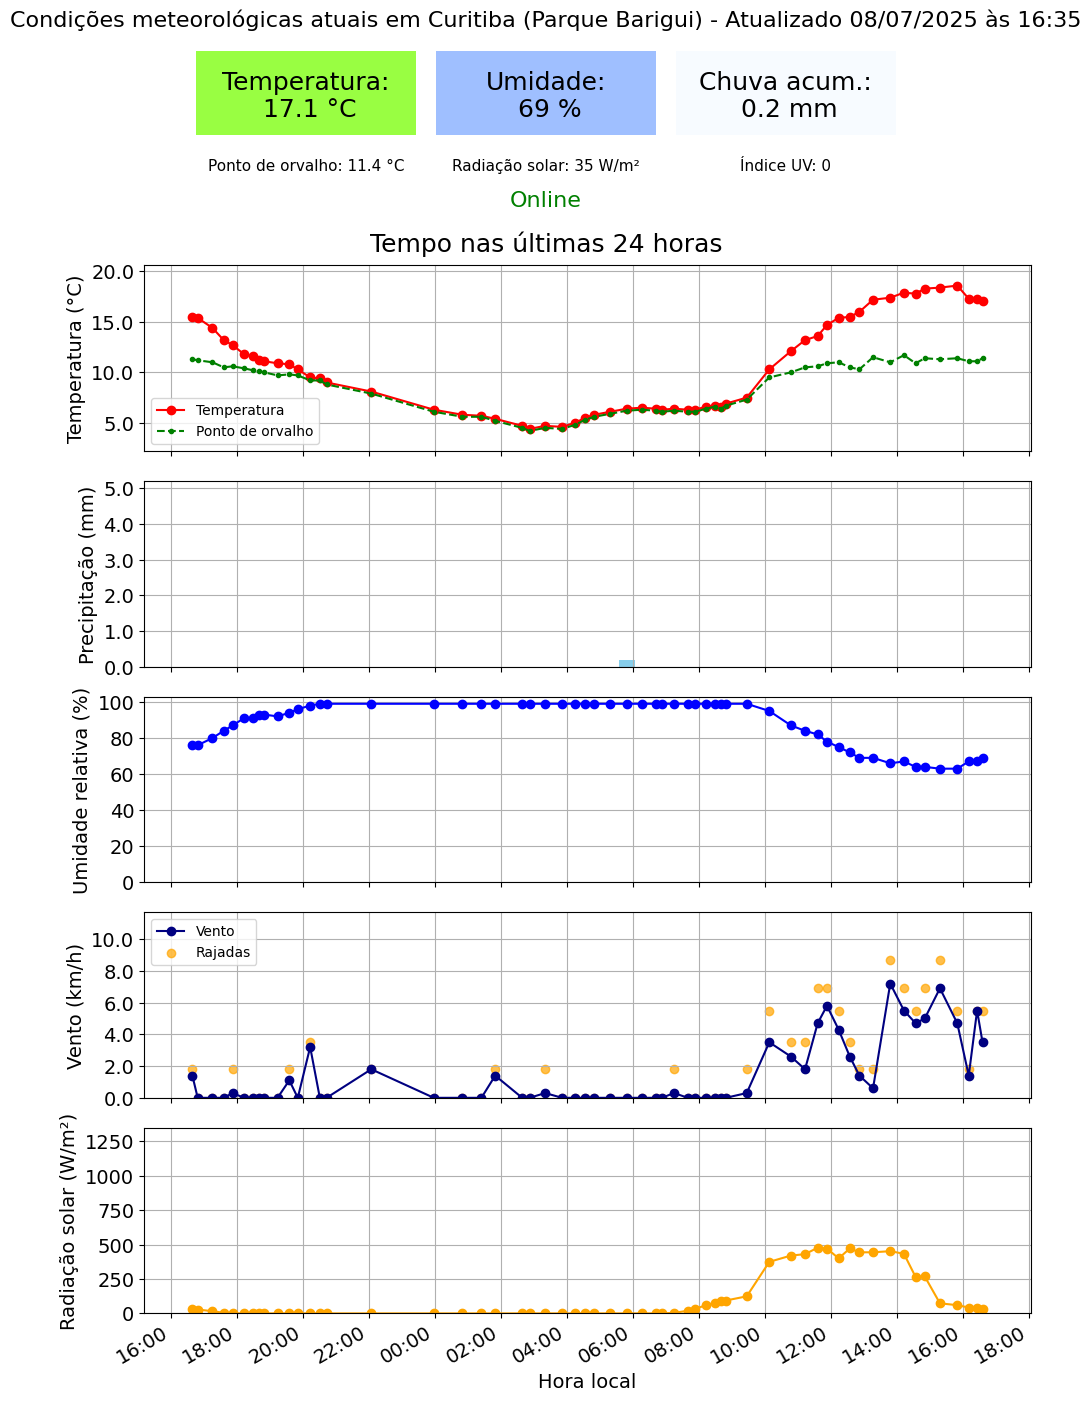 Condições meteorológicas atuais em Curitiba (Parque Barigui) - Atualizado 08/07/2025 às 16:35
Temperatura:
17.1 °C
Umidade:
69 %
Chuva acum.:
0.2 mm
Ponto de orvalho: 11.4 °C
Radiação solar: 35 W/m²
Índice UV: 0
Online
Tempo nas últimas 24 horas
Temperatura (°C)
20.0
15.0
10.0
5.0
Temperatura
Ponto de orvalho
Precipitação (mm)
5.0
4.0
3.0
2.0
1.0
0.0
Umidade relativa (%)
100
80
60
40
20
0
Vento (km/h)
10.0
8.0
6.0
4.0
2.0
0.0
Vento
Rajadas
Radiação solar (W/m²)
1250
1000
750
500
250
0
16:00
18:00
20:00
22:00
00:00
02:00
04:00
06:00
08:00
10:00
12:00
14:00
16:00
18:00
Hora local